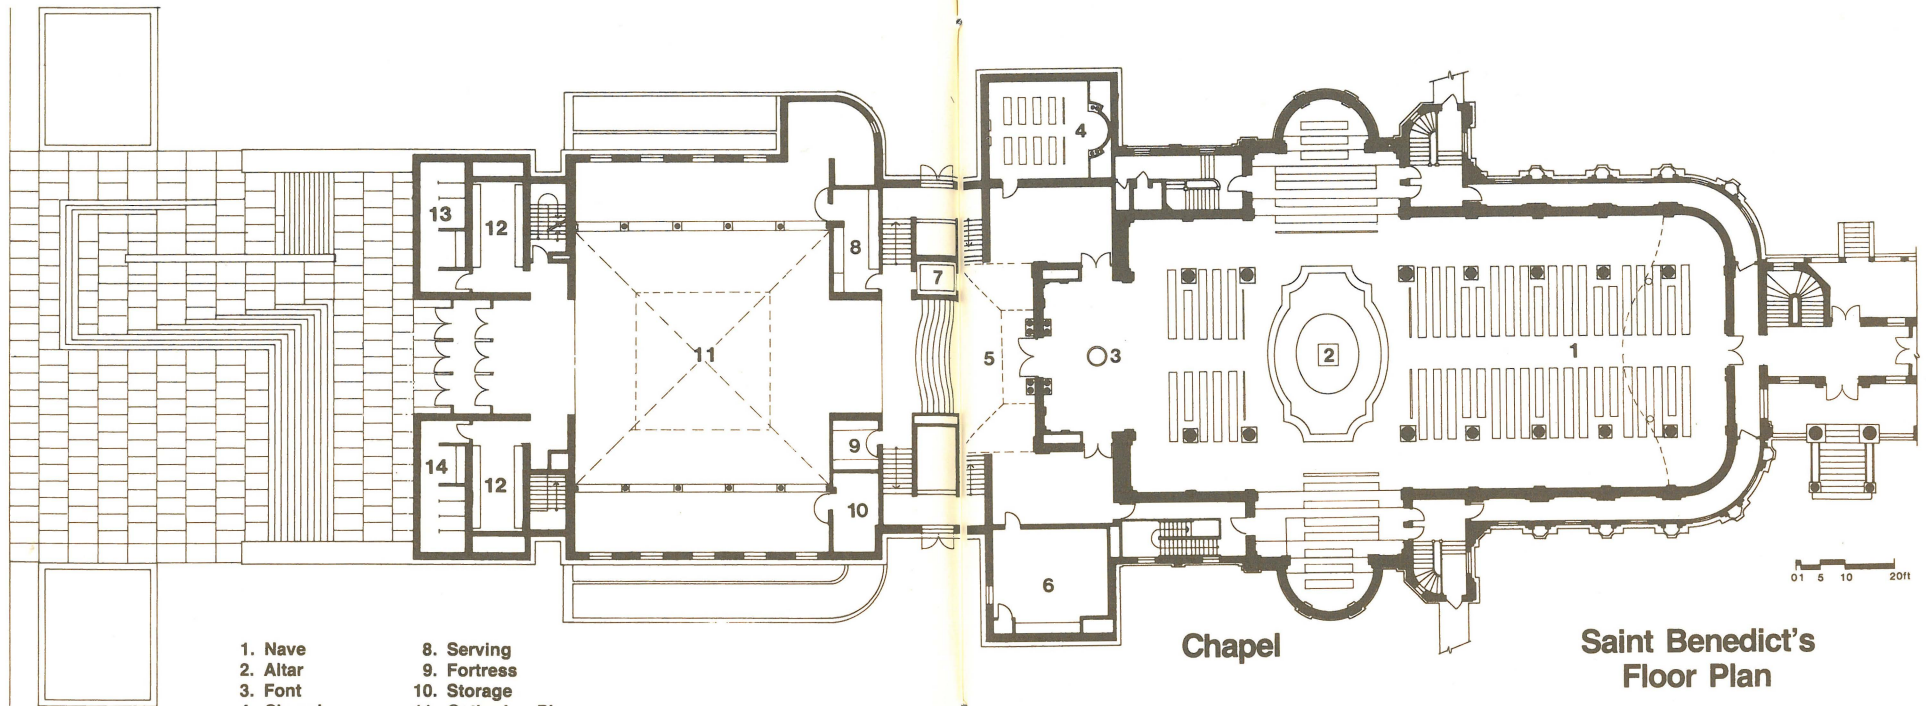 13
12
4
8
7
11
5
3
2
1
9
14
12
10
6
01 5 10 20ft
Chapel
Saint Benedict's
Floor Plan
1. Nave
2. Altar
3. Font
8. Serving
9. Fortress
10. Storage